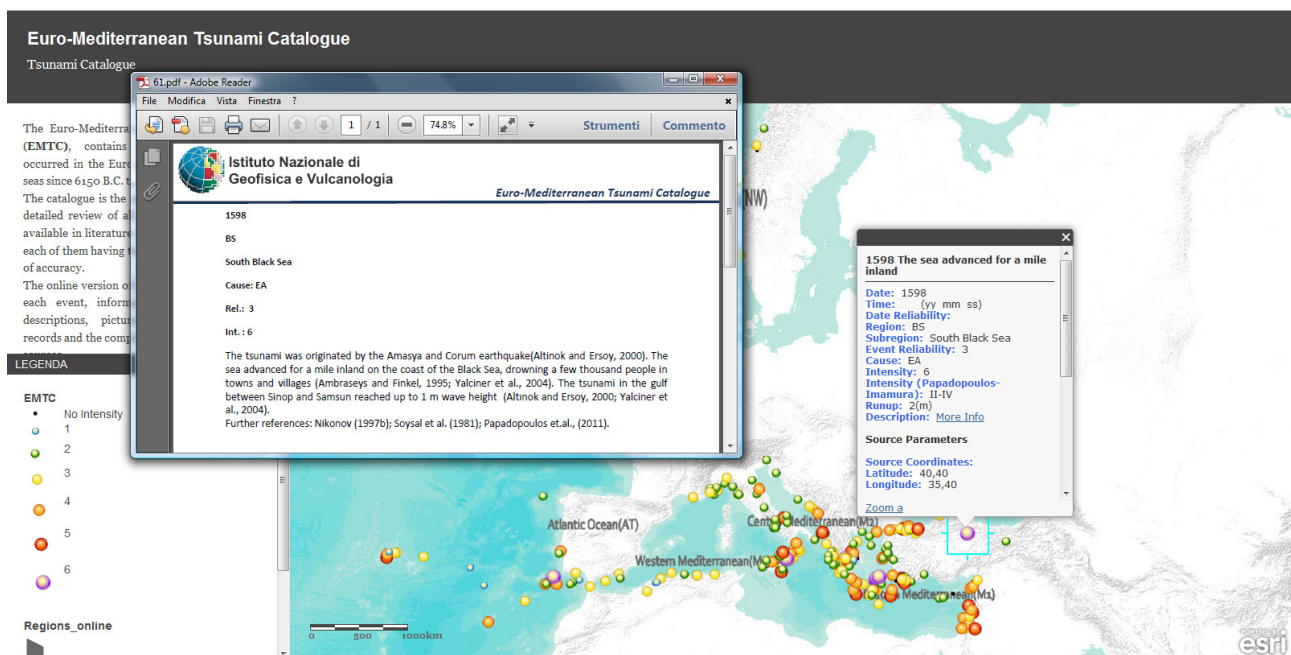 Euro-Mediterranean Tsunami Catalogue
Tsunami Catalogue
61.pdf - Adobe Reader
File Modifica Vista Finestra ?
1 / 1 74.8% Strumenti Commento
Istituto Nazionale di
Geofisica e Vulcanologia
Euro-Mediterranean Tsunami Catalogue
1598
BS
South Black Sea
Cause: EA
Rel.: 3
Int. : 6
The tsunami was originated by the Amasya and Corum earthquake(Altinok and Ersoy, 2000). The
sea advanced for a mile inland on the coast of the Black Sea, drowning a few thousand people in
towns and villages (Ambraseys and Finkel, 1995; Yalciner et al., 2004). The tsunami in the gulf
between Sinop and Samsun reached up to 1 m wave height (Altınok and Ersoy, 2000; Yalciner et
al., 2004).
Further references: Nikonov (1997b); Soysal et al. (1981); Papadopoulos et.al., (2011).
The Euro-Mediterra
(EMTC), contains
occurred in the Euro
seas since 6150 B.C. t
The catalogue is the
detailed review of al
available in literature
each of them having
of accuracy.
The online version o
each event, inform
descriptions, pictur
records and the comp
LEGENDA
EMTC
No Intensity
1
2
3
4
5
6
Regions_online
(NW)
1598 The sea advanced for a mile
inland
Date: 1598
Time: (yy mm ss)
Date Reliability:
Region: BS
Subregion: South Black Sea
Event Reliability: 3
Cause: EA
Intensity: 6
Intensity (Papadopoulos-
Imamura): II-IV
Runup: 2(m)
Description: More Info
Source Parameters
Source Coordinates:
Latitude: 40,40
Longitude: 35,40
Zoom a
Atlantic Ocean(AT)
Western Mediterranean(M
Mediterranean(M2)
Mediterranean(M1)
0 500 1000km
POWERED BY
esri